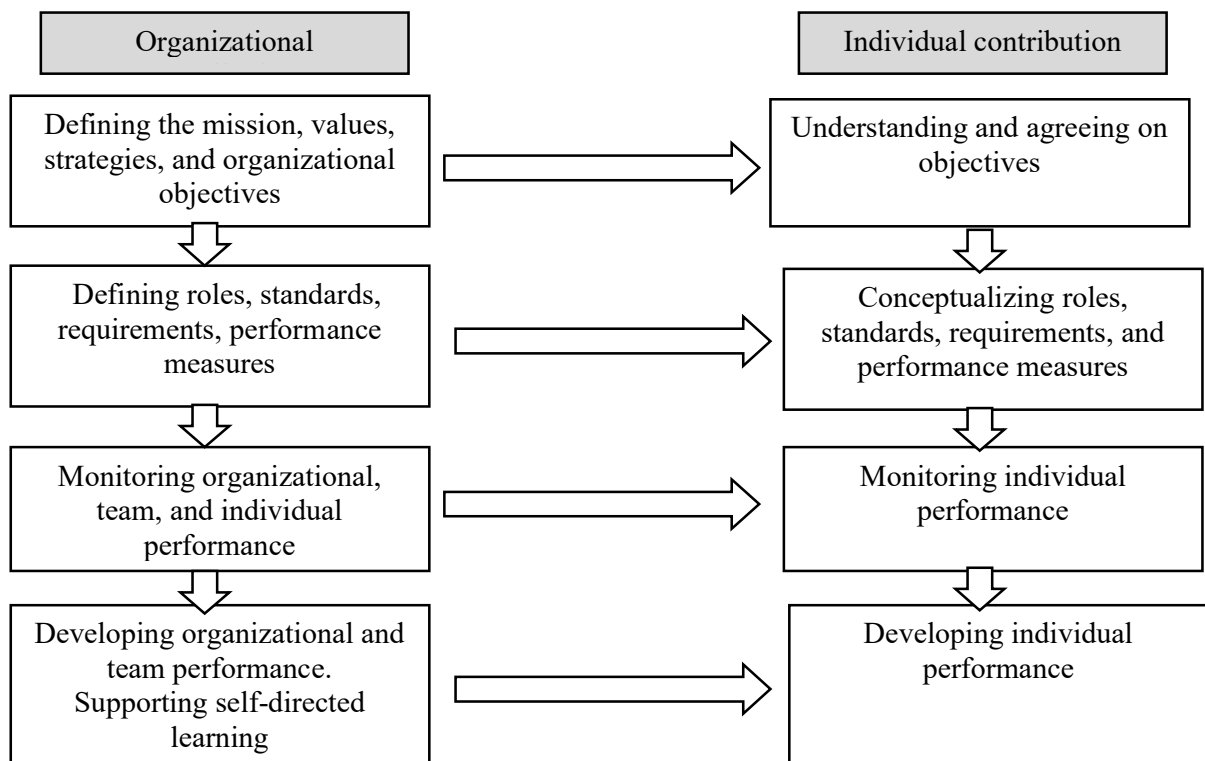 Organizational
Individual contribution
Defining the mission, values,
strategies, and organizational
objectives
Understanding and agreeing on
objectives
Defining roles, standards,
requirements, performance
measures
Conceptualizing roles,
standards, requirements, and
performance measures
Monitoring organizational,
team, and individual
performance
Monitoring individual
performance
Developing organizational and
team performance.
Supporting self-directed
learning
Developing individual
performance